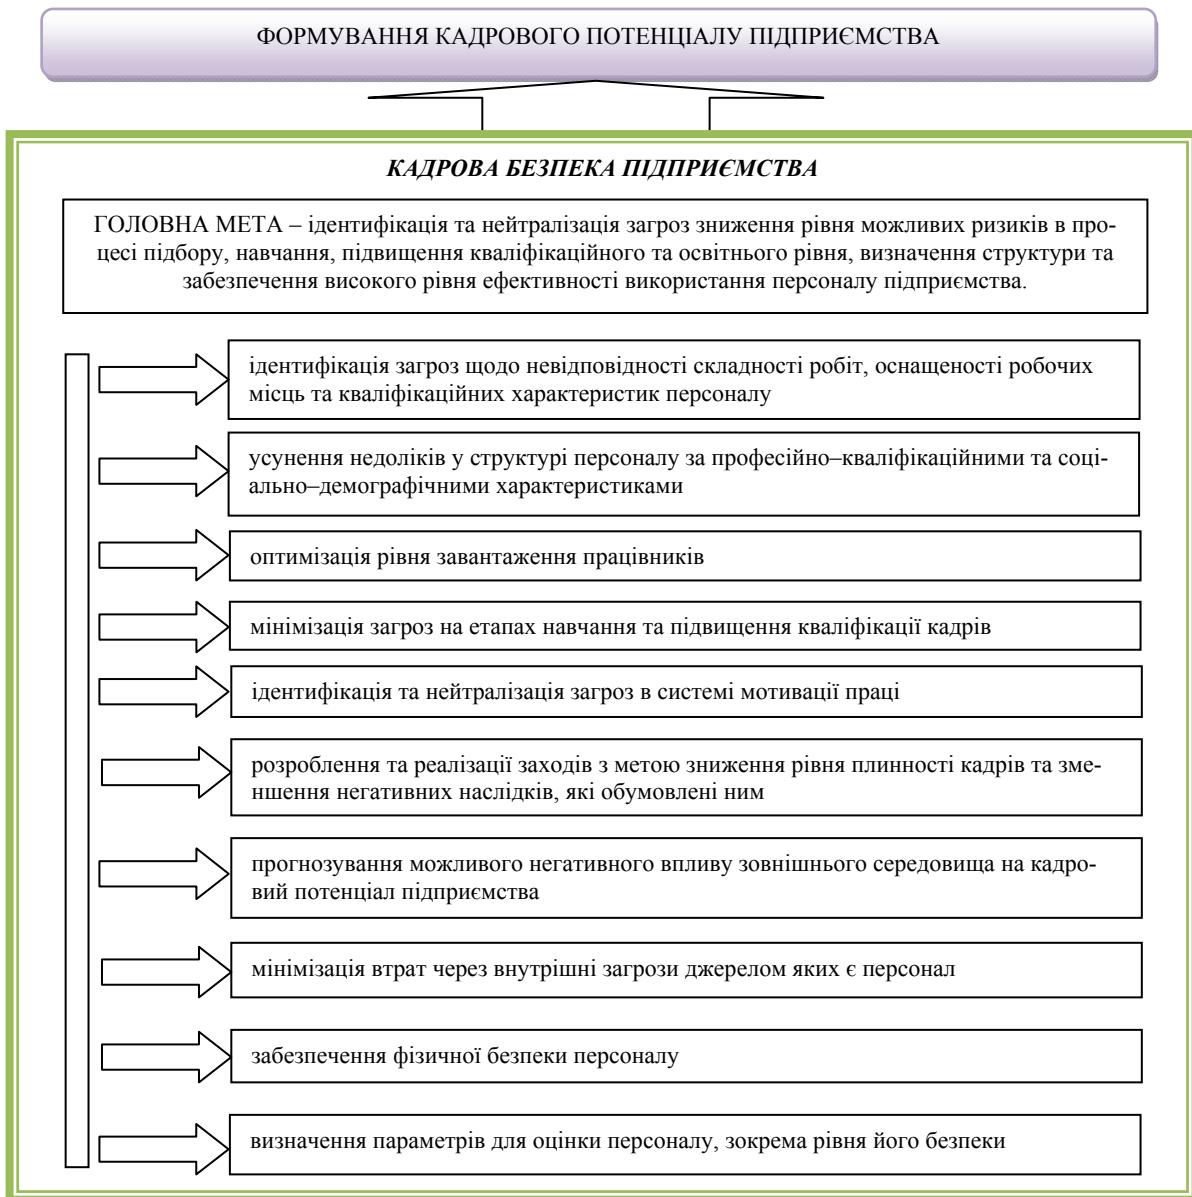 ФОРМУВАННЯ КАДРОВОГО ПОТЕНЦІАЛУ ПІДПРИЄМСТВА
КАДРОВА БЕЗПЕКА ПІДПРИЄМСТВА
ГОЛОВНА МЕТА – ідентифікація та нейтралізація загроз зниження рівня можливих ризиків в про-
цесі підбору, навчання, підвищення кваліфікаційного та освітнього рівня, визначення структури та
забезпечення високого рівня ефективності використання персоналу підприємства.
ідентифікація загроз щодо невідповідності складності робіт, оснащеності робочих
місць та кваліфікаційних характеристик персоналу
усунення недоліків у структурі персоналу за професійно–кваліфікаційними та соці-
ально–демографічними характеристиками
оптимізація рівня завантаження працівників
мінімізація загроз на етапах навчання та підвищення кваліфікації кадрів
ідентифікація та нейтралізація загроз в системі мотивації праці
розроблення та реалізації заходів з метою зниження рівня плинності кадрів та зме-
ншення негативних наслідків, які обумовлені ним
прогнозування можливого негативного впливу зовнішнього середовища на кадро-
вий потенціал підприємства
мінімізація втрат через внутрішні загрози джерелом яких є персонал
забезпечення фізичної безпеки персоналу
визначення параметрів для оцінки персоналу, зокрема рівня його безпеки